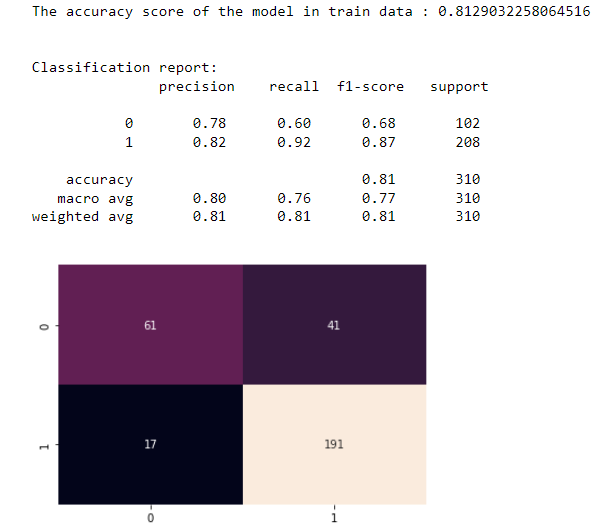 The accuracy score of the model in train data : 0.8129032258064516
Classification report:
precision recall f1-score support
0 0.78 0.60 0.68 102
1 0.82 0.92 0.87 208
accuracy 0.81 310
macro avg 0.80 0.76 0.77 310
weighted avg 0.81 0.81 0.81 310
0 61 41
1 17 191
0 1